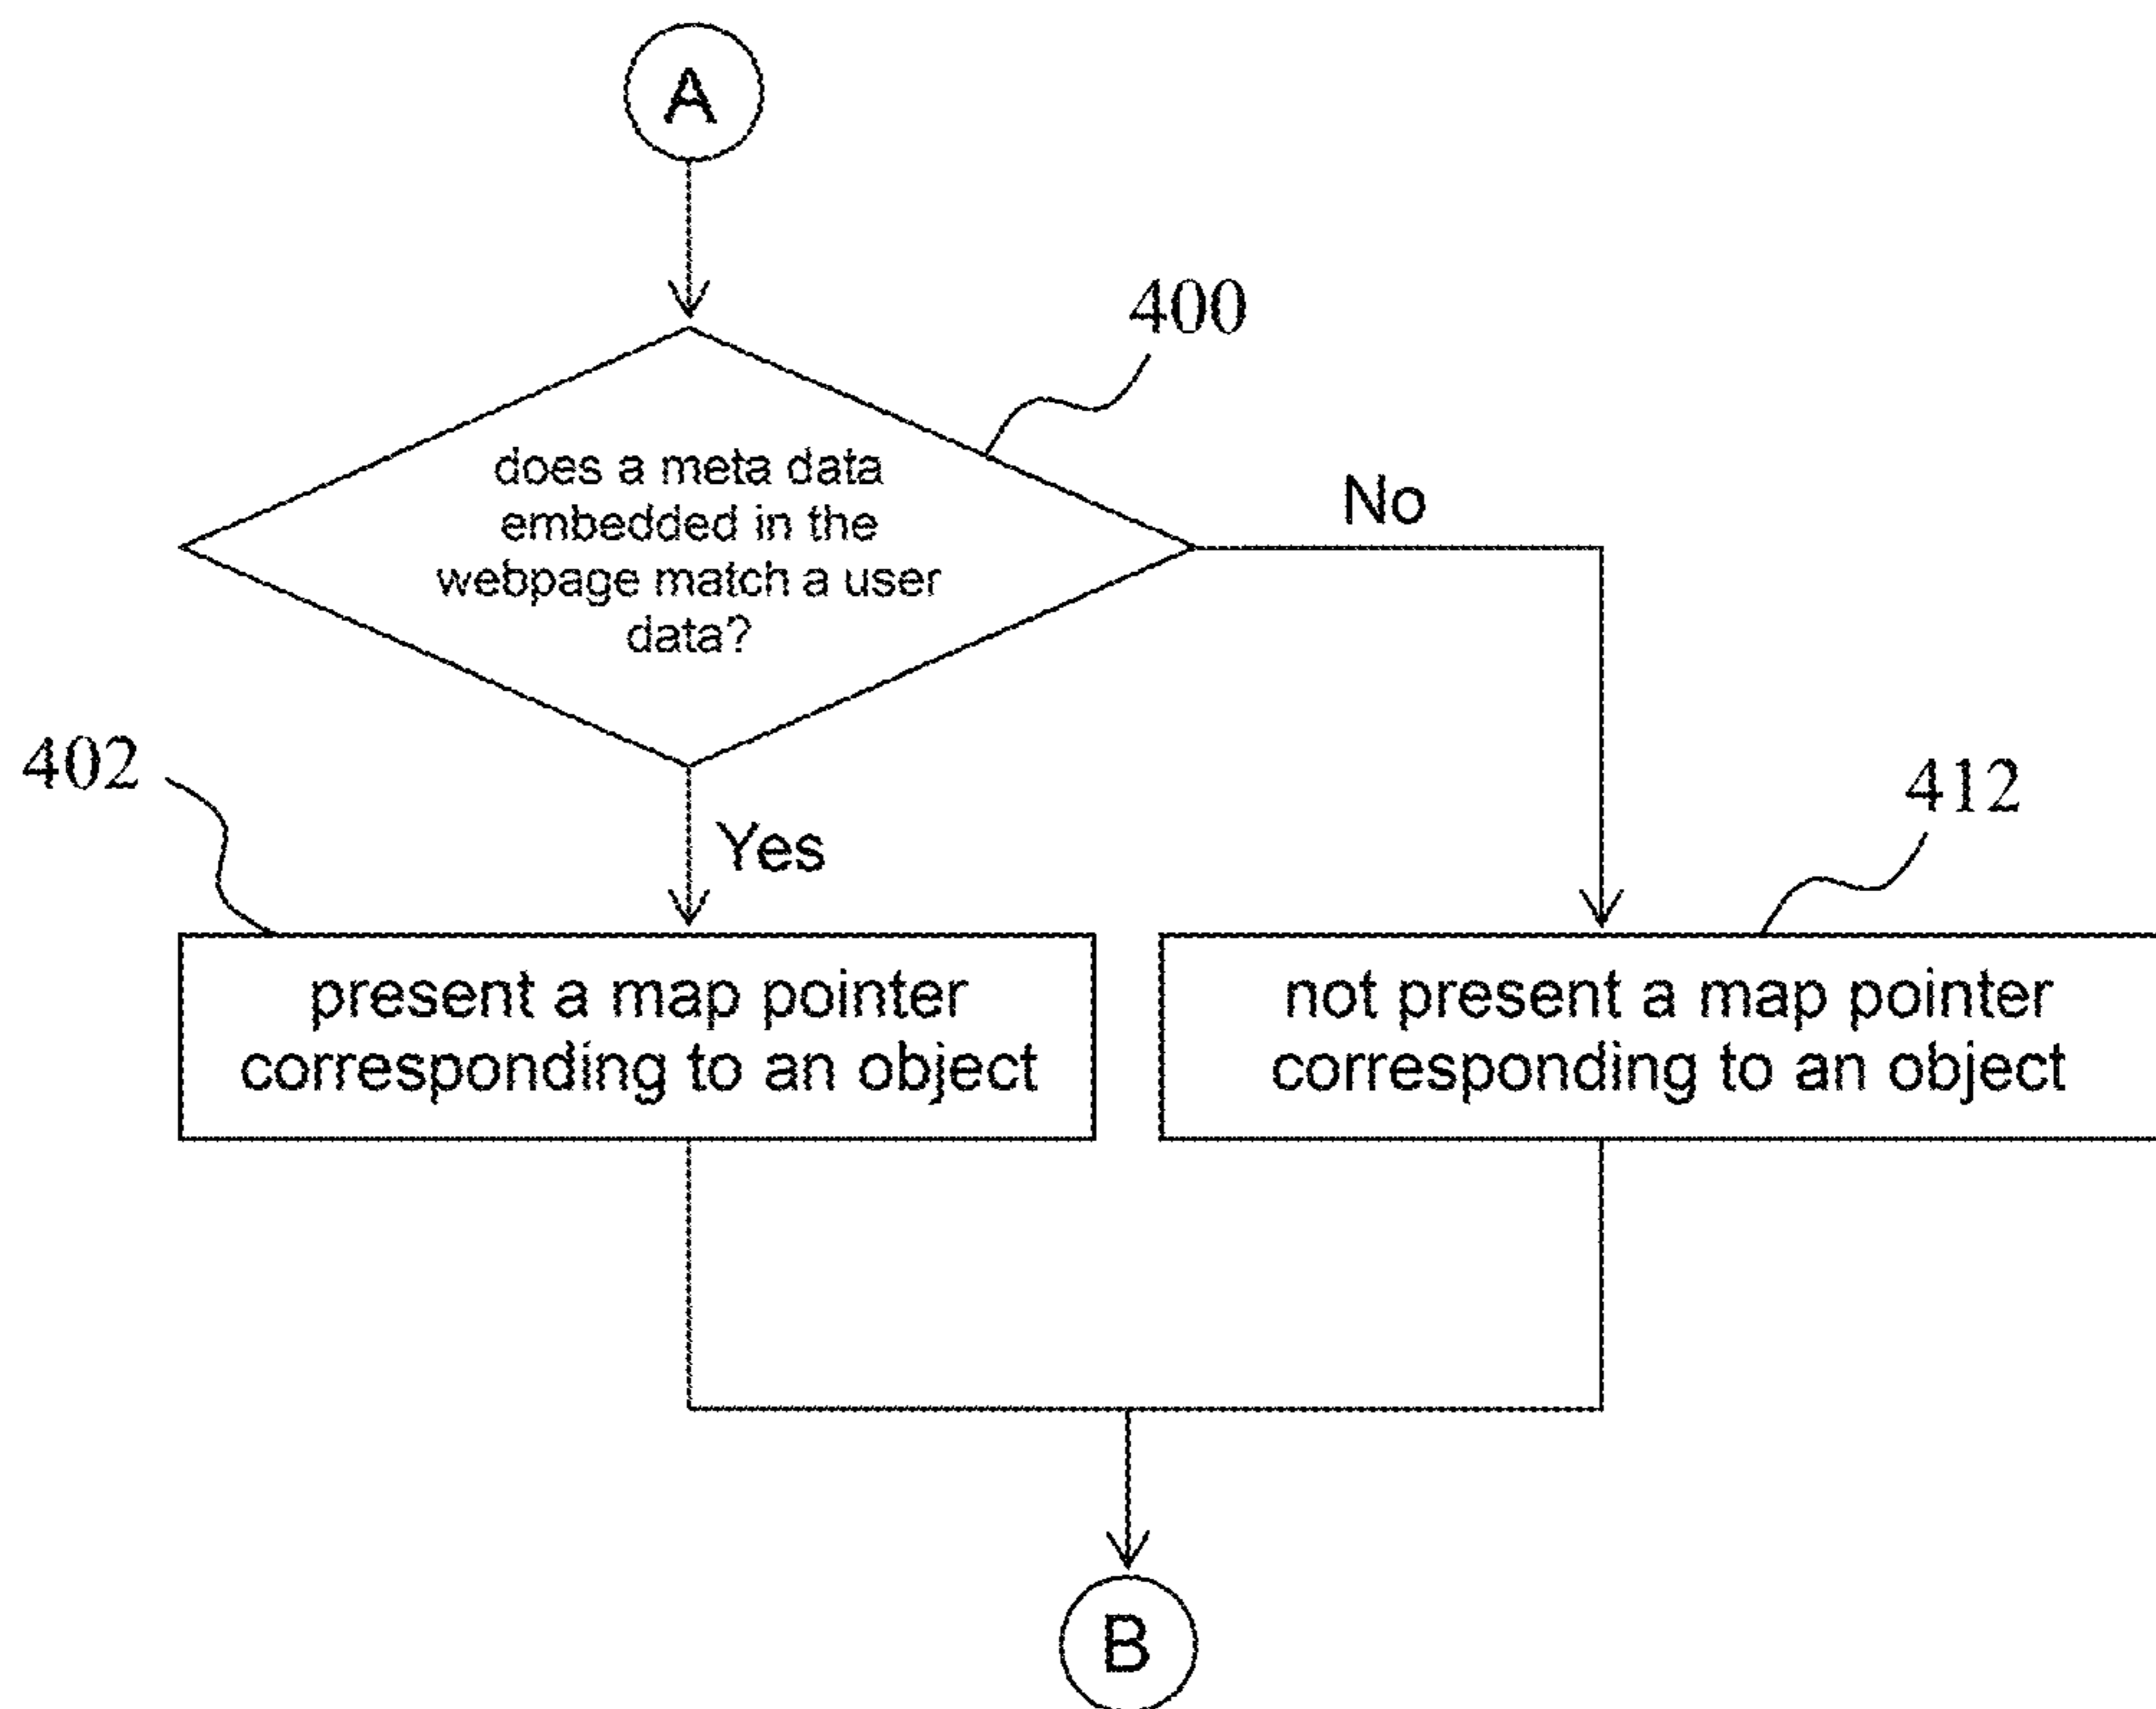 A
400
does a meta data
embedded in the
webpage match a user
data?
No
402
Yes
412
present a map pointer
corresponding to an object
not present a map pointer
corresponding to an object
B